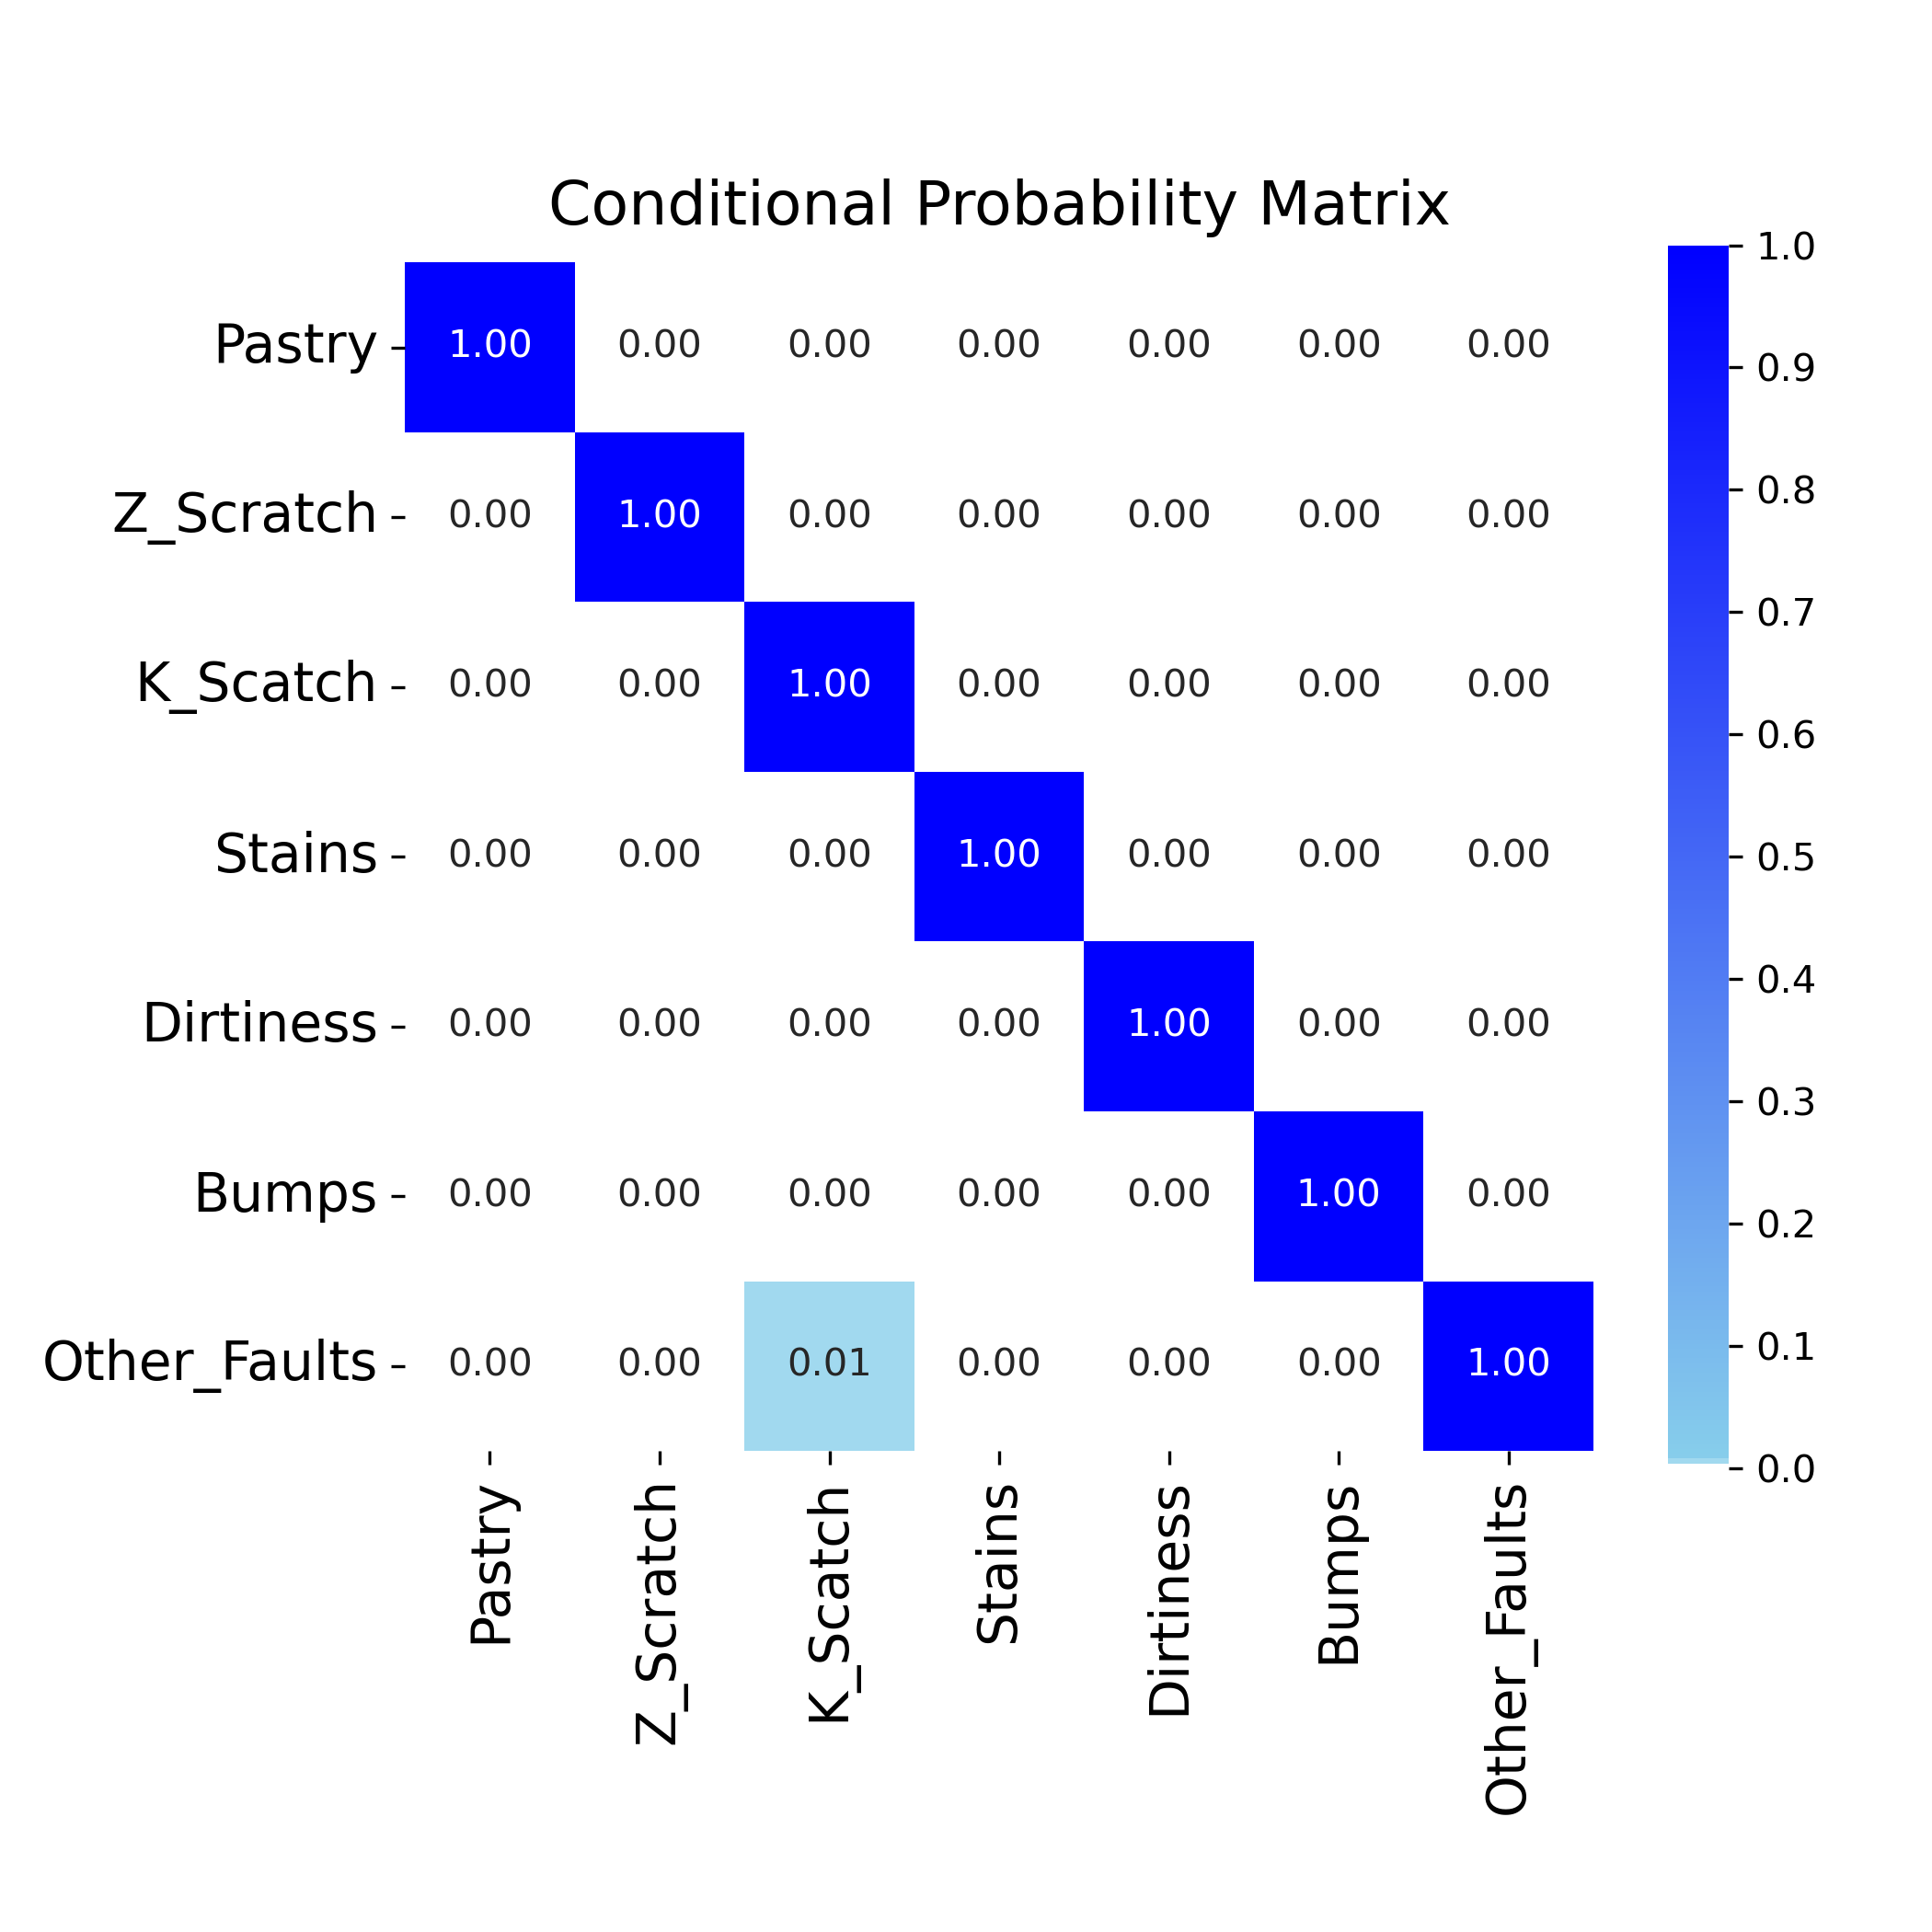 Conditional Probability Matrix
Pastry 1.00 0.00 0.00 0.00 0.00 0.00 0.00
Z_Scratch 0.00 1.00 0.00 0.00 0.00 0.00 0.00
K_Scatch 0.00 0.00 1.00 0.00 0.00 0.00 0.00
Stains 0.00 0.00 0.00 1.00 0.00 0.00 0.00
Dirtiness 0.00 0.00 0.00 0.00 1.00 0.00 0.00
Bumps 0.00 0.00 0.00 0.00 0.00 1.00 0.00
Other_Faults 0.00 0.00 0.01 0.00 0.00 0.00 1.00
Pastry
Z_Scratch
K_Scatch
Stains
Dirtiness
Bumps
Other_Faults
1.0
0.9
0.8
0.7
0.6
0.5
0.4
0.3
0.2
0.1
0.0